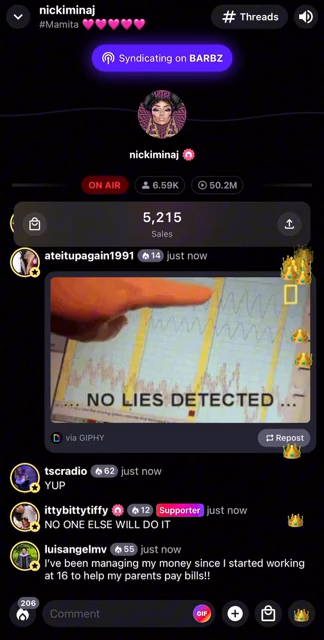 nickiminaj
#Mamita 💗💗💗💗💗
# Threads
Syndicating on BARBZ
nickiminaj
ON AIR
6.59K
50.2M
5,215
Sales
ateitupagain1991 14 just now
... NO LIES DETECTED ...
via GIPHY
Repost
tscradio 62 just now
YUP
ittybittytiffy 12 Supporter just now
NO ONE ELSE WILL DO IT
luisangelmv 55 just now
I've been managing my money since I started working
at 16 to help my parents pay bills!!
206
Comment
GIF